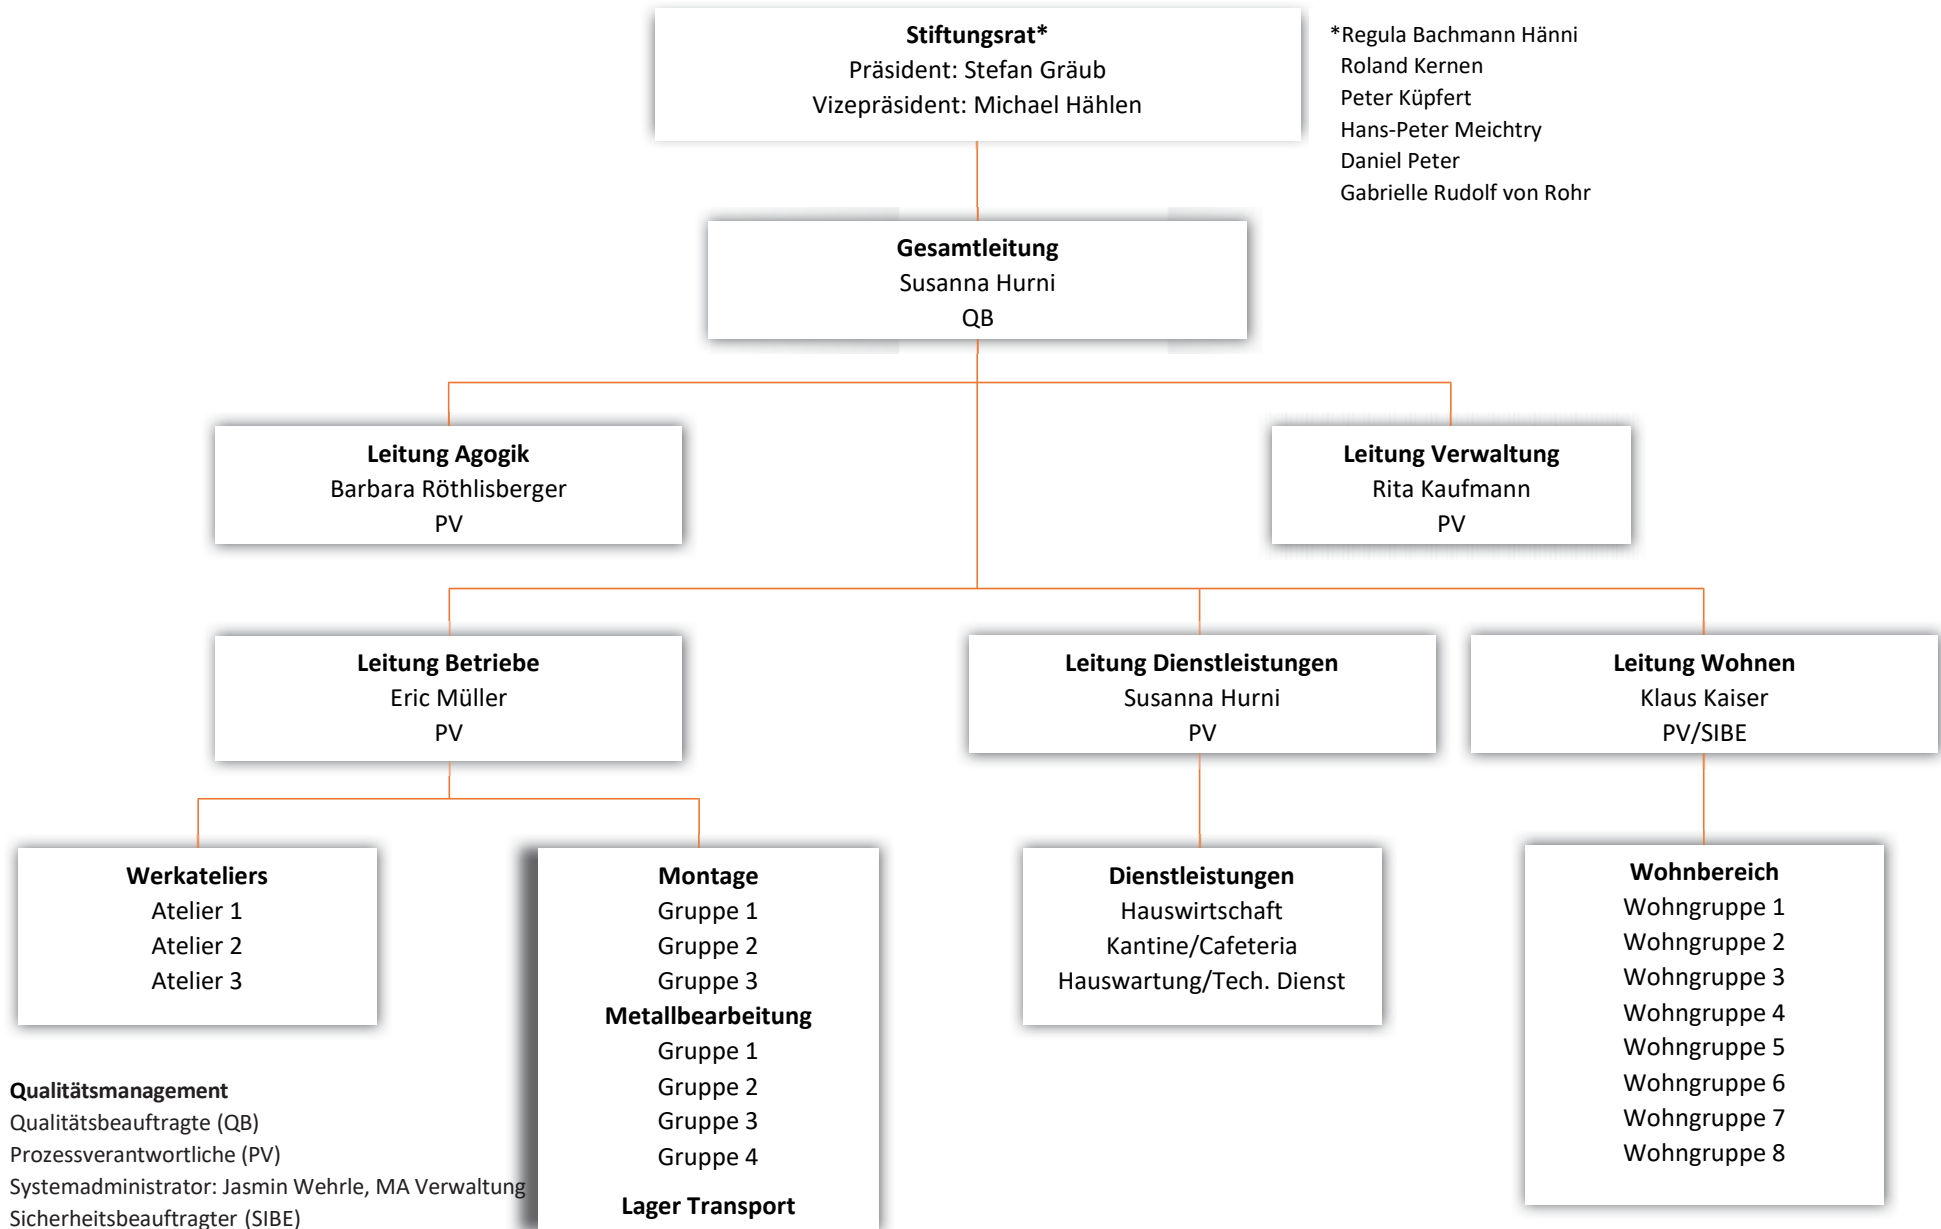 Stiftungsrat*
Präsident: Stefan Gräub
Vizepräsident: Michael Hählen
*Regula Bachmann Hänni
Roland Kernen
Peter Küpfert
Hans-Peter Meichtry
Daniel Peter
Gabrielle Rudolf von Rohr
Gesamtleitung
Susanna Hurni
QB
Leitung Agogik
Barbara Röthlisberger
PV
Leitung Verwaltung
Rita Kaufmann
PV
Leitung Betriebe
Eric Müller
PV
Leitung Dienstleistungen
Susanna Hurni
PV
Leitung Wohnen
Klaus Kaiser
PV/SIBE
Werkateliers
Atelier 1
Atelier 2
Atelier 3
Montage
Gruppe 1
Gruppe 2
Gruppe 3
Metallbearbeitung
Gruppe 1
Gruppe 2
Gruppe 3
Gruppe 4
Lager Transport
Dienstleistungen
Hauswirtschaft
Kantine/Cafeteria
Hauswartung/Tech. Dienst
Wohnbereich
Wohngruppe 1
Wohngruppe 2
Wohngruppe 3
Wohngruppe 4
Wohngruppe 5
Wohngruppe 6
Wohngruppe 7
Wohngruppe 8
Qualitätsmanagement
Qualitätsbeauftragte (QB)
Prozessverantwortliche (PV)
Systemadministrator: Jasmin Wehrle, MA Verwaltung
Sicherheitsbeauftragter (SIBE)